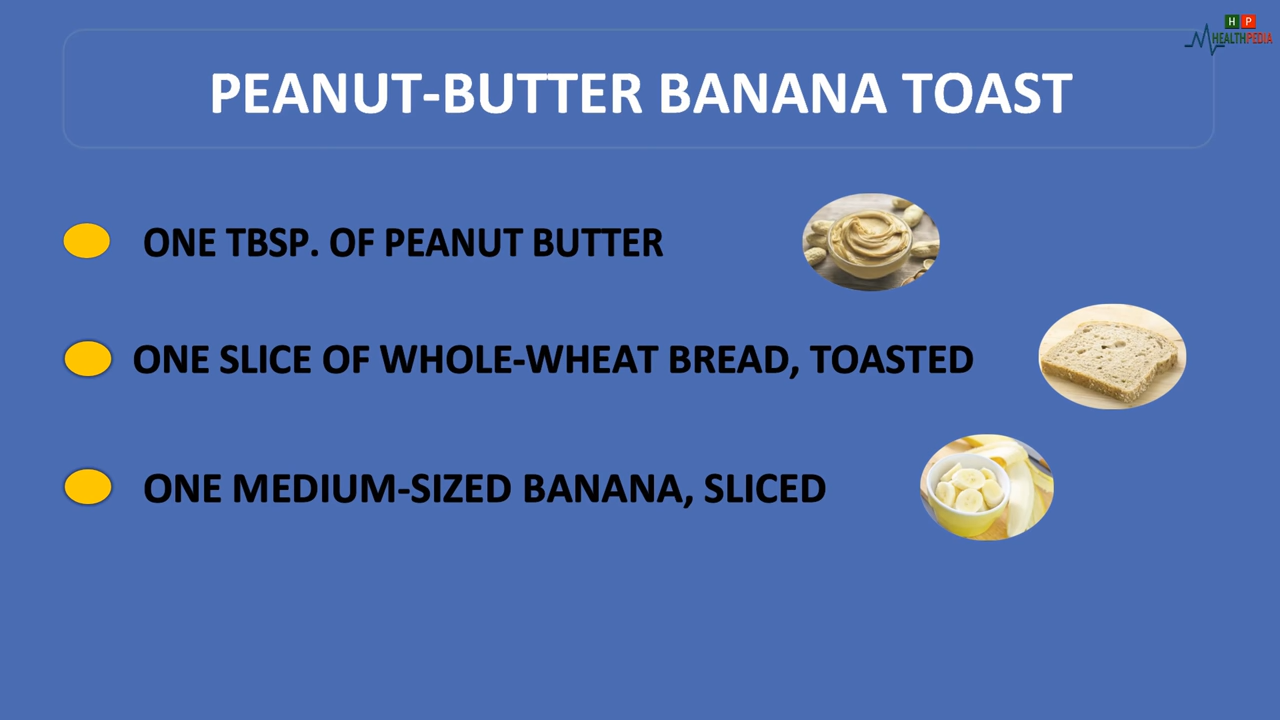 H P
HEALTHPEDIA
PEANUT-BUTTER BANANA TOAST
ONE TBSP. OF PEANUT BUTTER
ONE SLICE OF WHOLE-WHEAT BREAD, TOASTED
ONE MEDIUM-SIZED BANANA, SLICED